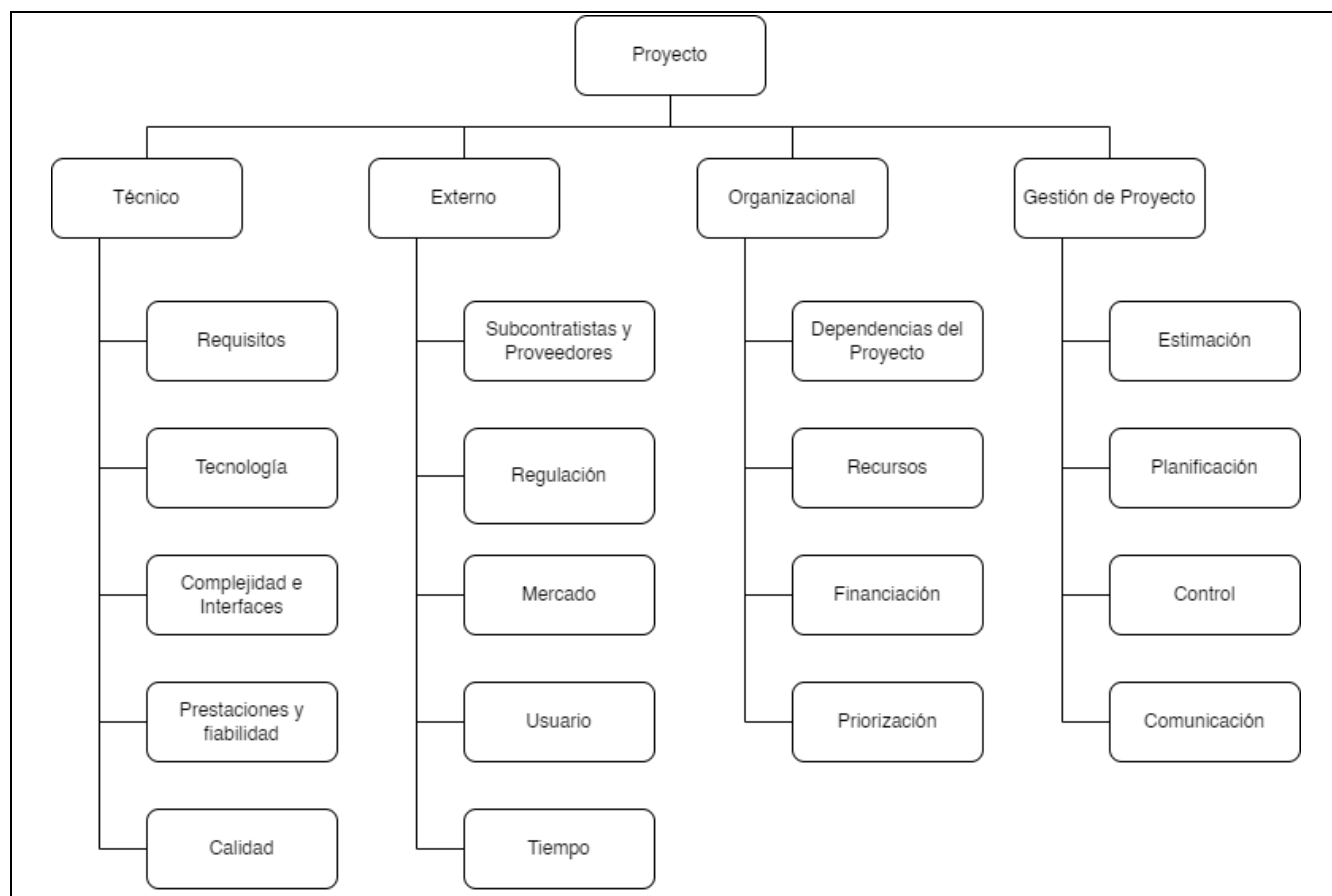 Proyecto
Técnico
Externo
Organizacional
Gestión de Proyecto
Requisitos
Subcontratistas y
Proveedores
Dependencias del
Proyecto
Estimación
Tecnología
Regulación
Recursos
Planificación
Complejidad e
Interfaces
Mercado
Financiación
Control
Prestaciones y
fiabilidad
Usuario
Priorización
Comunicación
Calidad
Tiempo